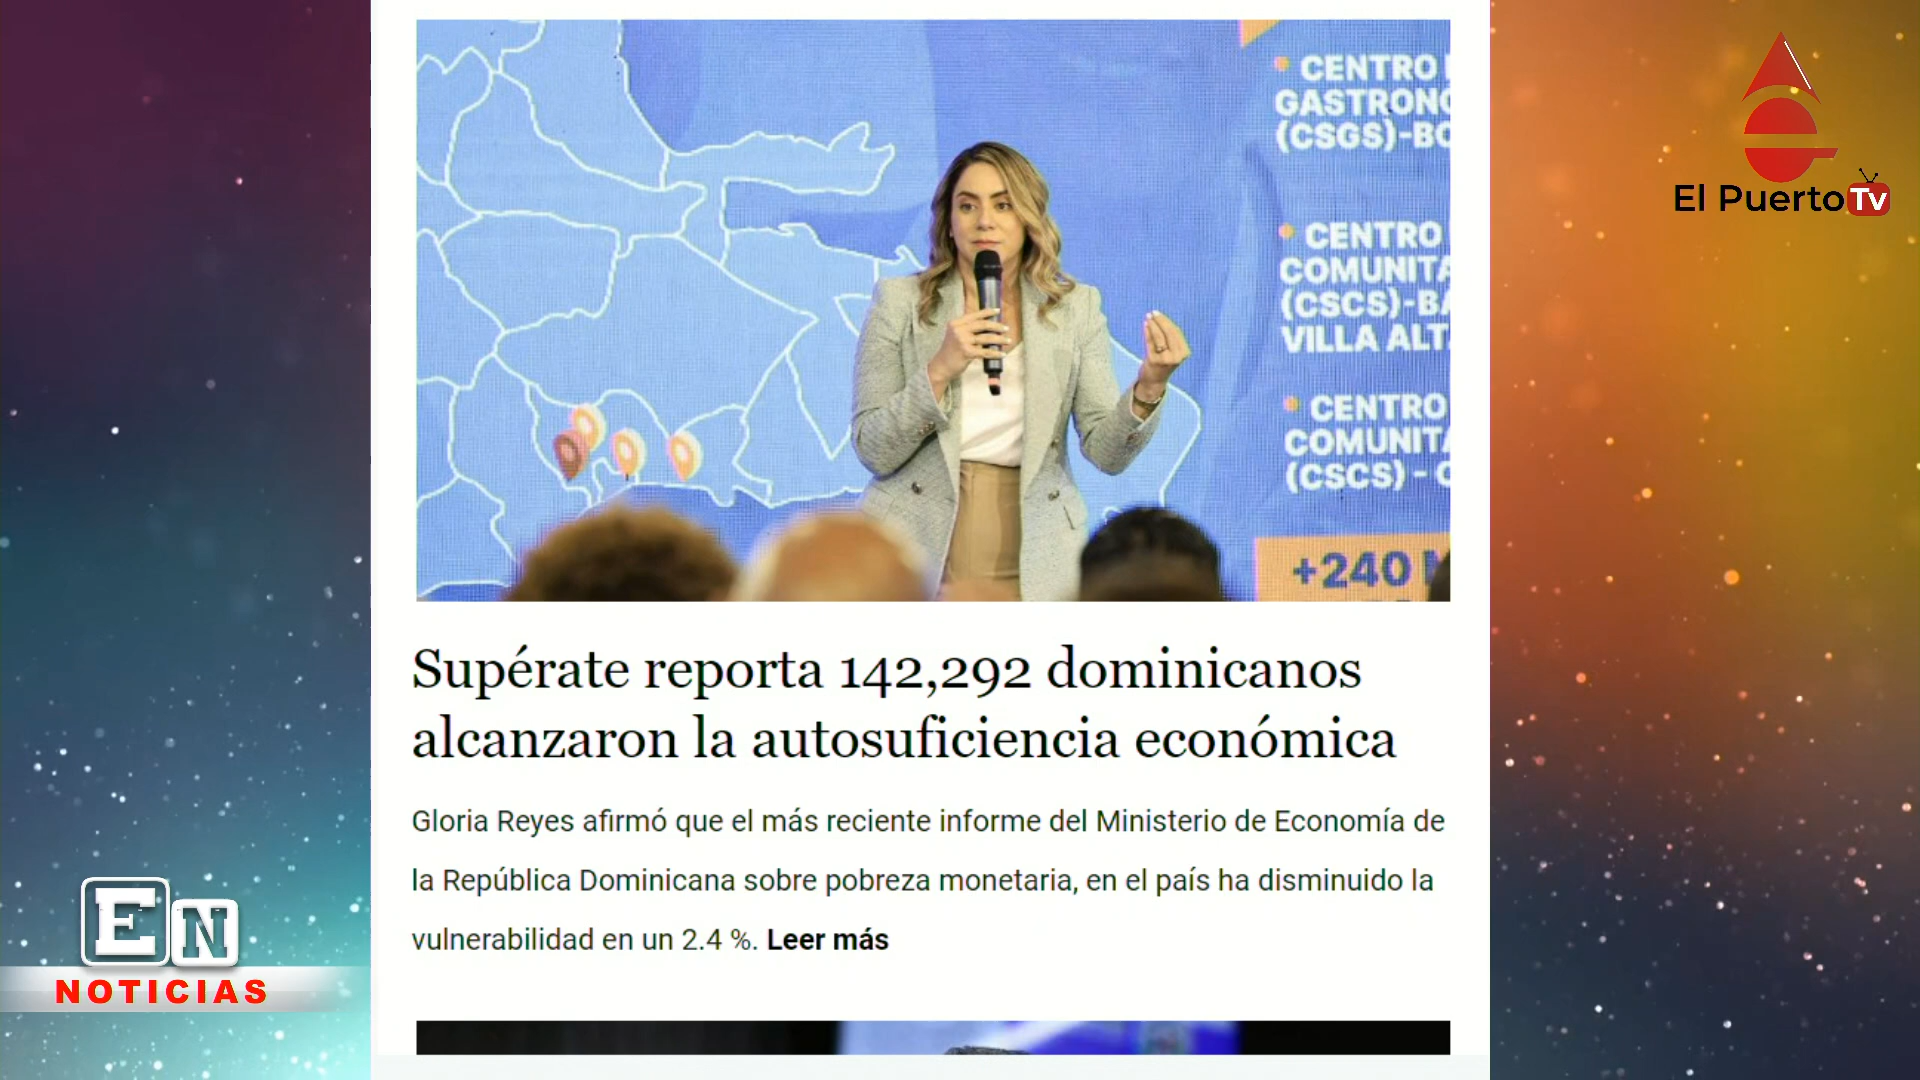 CENTRO
GASTRONO
(CSGS)-BO
CENTRO
COMUNITA
(CSCS)-BA
VILLA ALT
CENTRO
COMUNITA
(CSCS) - C
+240
El Puerto Tv
Supérate reporta 142,292 dominicanos
alcanzaron la autosuficiencia económica
Gloria Reyes afirmó que el más reciente informe del Ministerio de Economía de
la República Dominicana sobre pobreza monetaria, en el país ha disminuido la
vulnerabilidad en un 2.4 %. Leer más
EN
NOTICIAS